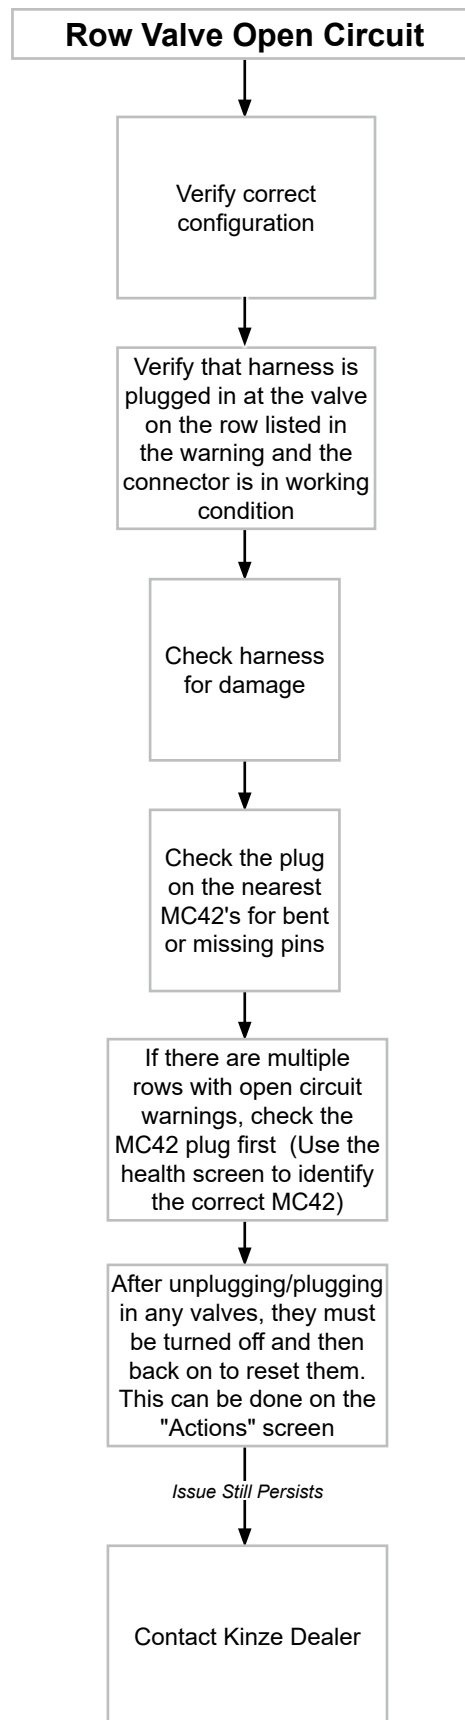 Row Valve Open Circuit
Verify correct
configuration
Verify that harness is
plugged in at the valve
on the row listed in
the warning and the
connector is in working
condition
Check harness
for damage
Check the plug
on the nearest
MC42's for bent
or missing pins
If there are multiple
rows with open circuit
warnings, check the
MC42 plug first  (Use the
health screen to identify
the correct MC42)
After unplugging/plugging
in any valves, they must
be turned off and then
back on to reset them.
This can be done on the
"Actions" screen
Issue Still Persists
Contact Kinze Dealer